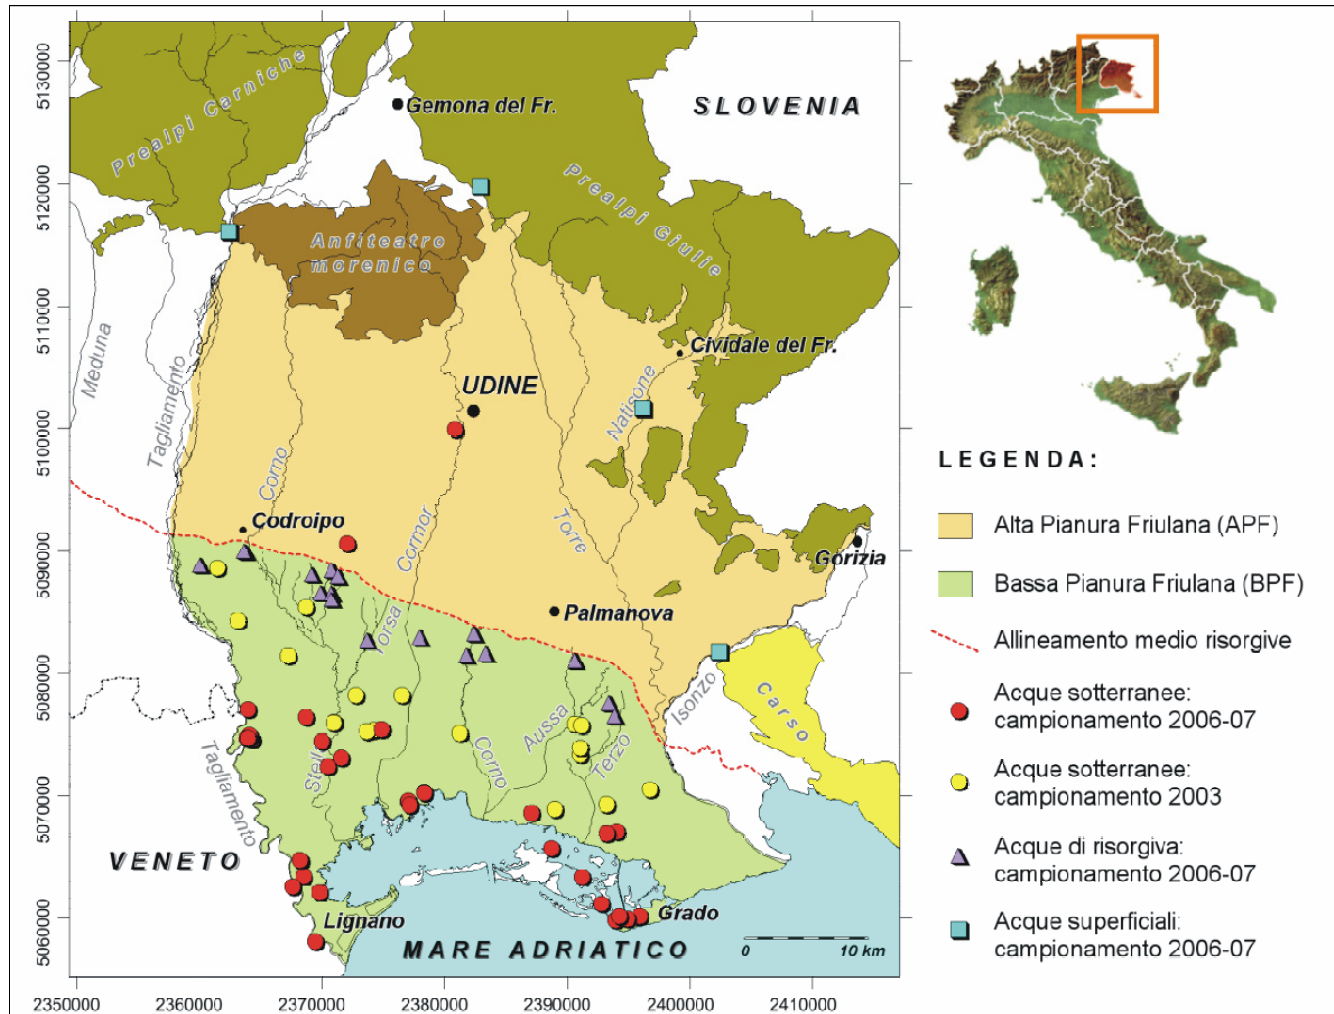 5130000
5120000
5110000
5100000
5090000
5080000
5070000
5060000
2350000
2360000
2370000
2380000
2390000
2400000
2410000
Prealpi Carniche
Gemona del Fr.
SLOVENIA
Prealpi Giulie
Anfiteatro
morenico
Meduna
Tagliamento
Cividale del Fr.
UDINE
Natisone
Corno
Codroipo
Cormor
Torre
Gorizia
Palmanova
Torsa
Isonzo
Carso
Aussa
Stella
Corno
Terzo
Tagliamento
VENETO
Lignano
Grado
MARE ADRIATICO
0 10 km
LEGENDA:
Alta Pianura Friulana (APF)
Bassa Pianura Friulana (BPF)
Allineamento medio risorgive
Acque sotterranee:
campionamento 2006-07
Acque sotterranee:
campionamento 2003
Acque di risorgiva:
campionamento 2006-07
Acque superficiali:
campionamento 2006-07